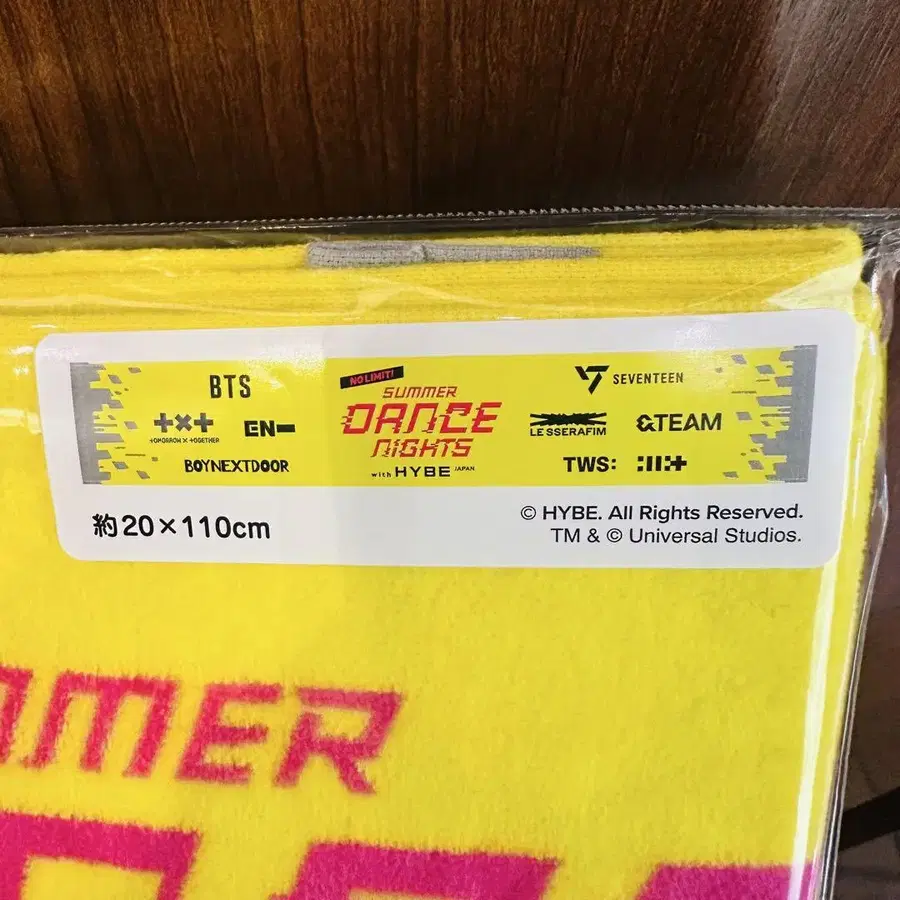 BTS
NO LIMIT!
SUMMER
DANCE
NIGHTS
with HYBE JAPAN
SEVENTEEN
TOMORROW X TOGETHER
EN-
LE SSERAFIM
&TEAM
BOYNEXTDOOR
TWS:
約20×110cm
© HYBE. All Rights Reserved.
TM & © Universal Studios.
MMER